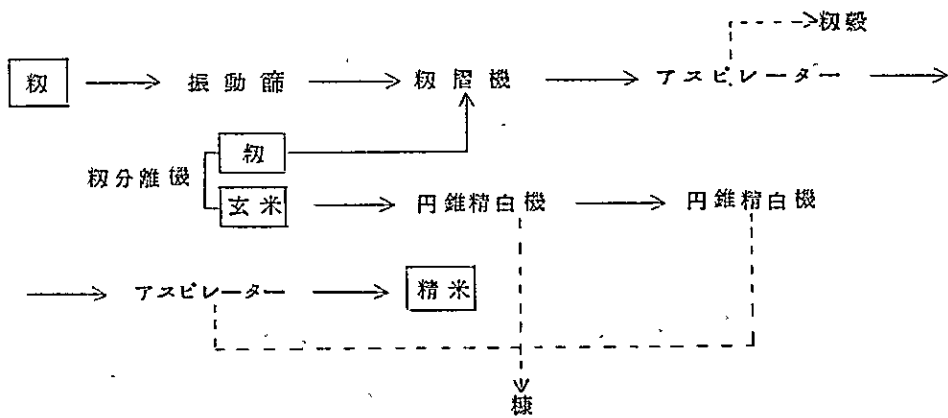 籾殻
籾 振動篩 籾摺機 アスピレーター
籾
籾分離機
玄米 円錐精白機 円錐精白機
アスピレーター 精米
糠